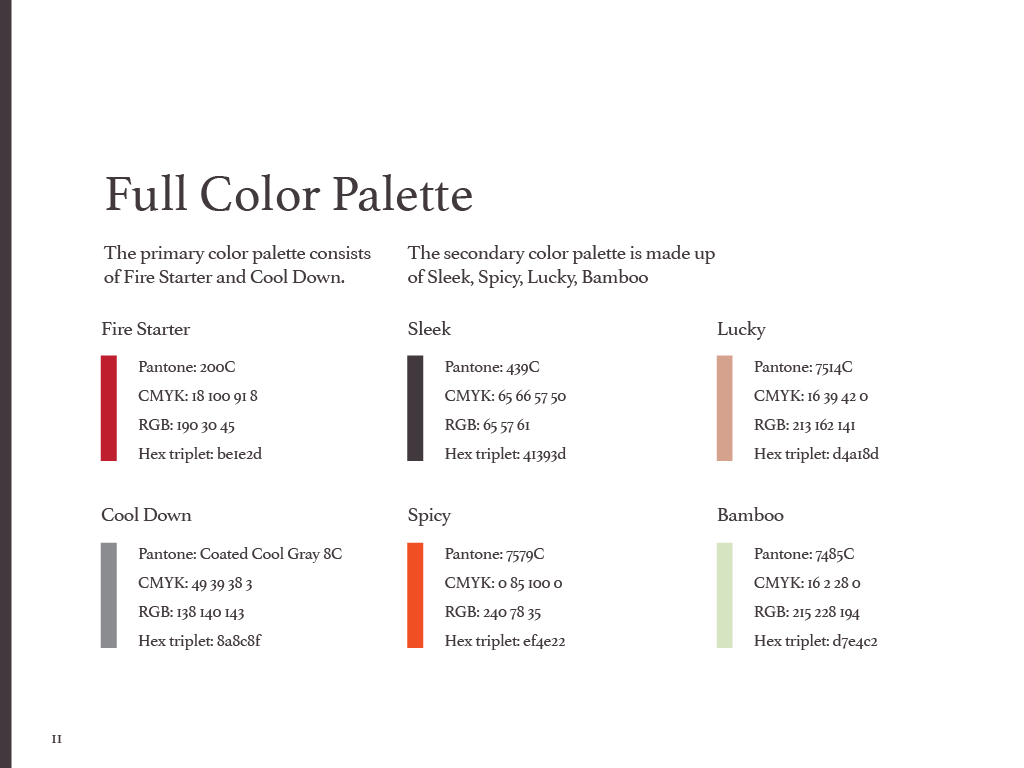 Full Color Palette
The primary color palette consists
of Fire Starter and Cool Down.
The secondary color palette is made up
of Sleek, Spicy, Lucky, Bamboo
Fire Starter
Pantone: 200C
CMYK: 18 100 91 8
RGB: 190 30 45
Hex triplet: be1e2d
Sleek
Pantone: 439C
CMYK: 65 66 57 50
RGB: 65 57 61
Hex triplet: 41393d
Lucky
Pantone: 7514C
CMYK: 16 39 42 0
RGB: 213 162 141
Hex triplet: d4a18d
Cool Down
Pantone: Coated Cool Gray 8C
CMYK: 49 39 38 3
RGB: 138 140 143
Hex triplet: 8a8c8f
Spicy
Pantone: 7579C
CMYK: 0 85 100 0
RGB: 240 78 35
Hex triplet: ef4e22
Bamboo
Pantone: 7485C
CMYK: 16 2 28 0
RGB: 215 228 194
Hex triplet: d7e4c2
11